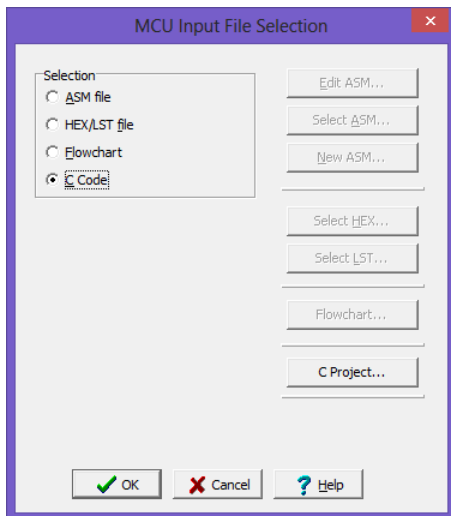 MCU Input File Selection
Selection
ASM file
HEX/LST file
Flowchart
C Code
Edit ASM...
Select ASM...
New ASM...
Select HEX...
Select LST...
Flowchart...
C Project...
OK
Cancel
Help